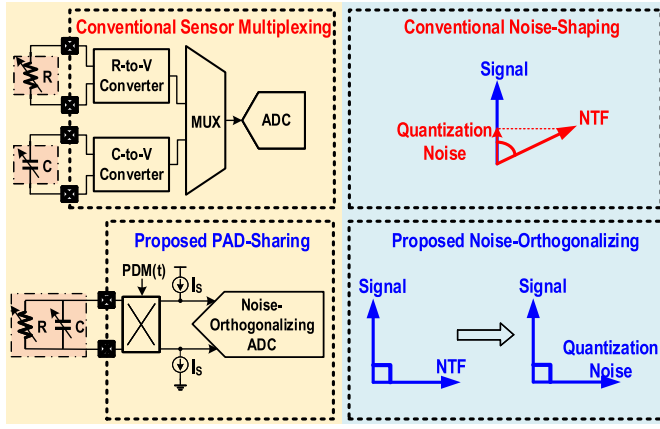 Conventional Sensor Multiplexing
R
R-to-V
Converter
C
C-to-V
Converter
MUX
ADC
Conventional Noise-Shaping
Signal
NTF
Quantization
Noise
Proposed PAD-Sharing
PDM(t)
IS
R
C
Noise-
Orthogonalizing
ADC
IS
Proposed Noise-Orthogonalizing
Signal
NTF
Signal
Quantization
Noise